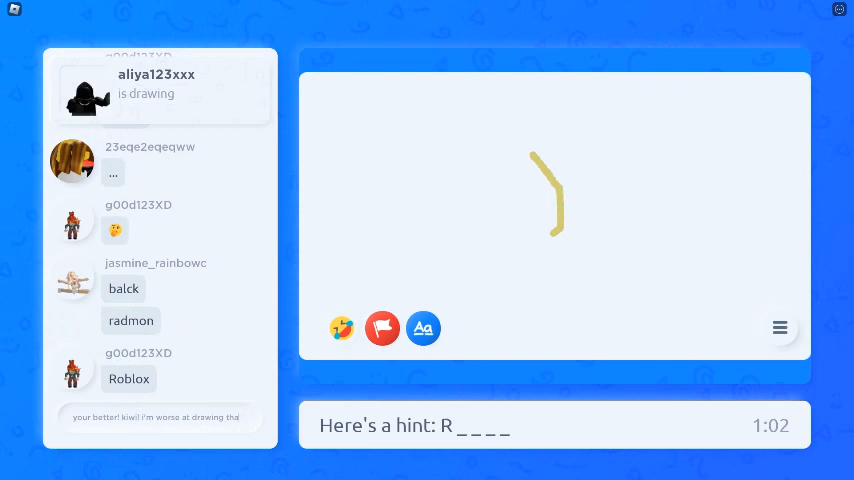 g00d123XD
aliya123xxx
is drawing
23eqe2eqeqww
...
g00d123XD
jasmine_rainbowc
balck
radmon
g00d123XD
Roblox
your better! kiwi! i'm worse at drawing tha
Aa
Here's a hint: R _ _ _ _
1:02